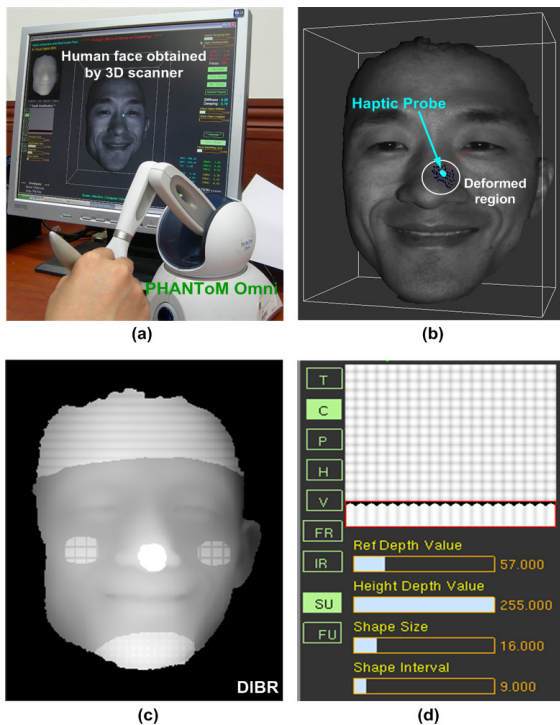 Human face obtained
by 3D scanner
PHANToM Omni
(a)
Haptic Probe
Deformed
region
(b)
DIBR
(c)
T
C
P
H
V
FR
IR
SU
FU
Ref Depth Value
57.000
Height Depth Value
255.000
Shape Size
16.000
Shape Interval
9.000
(d)